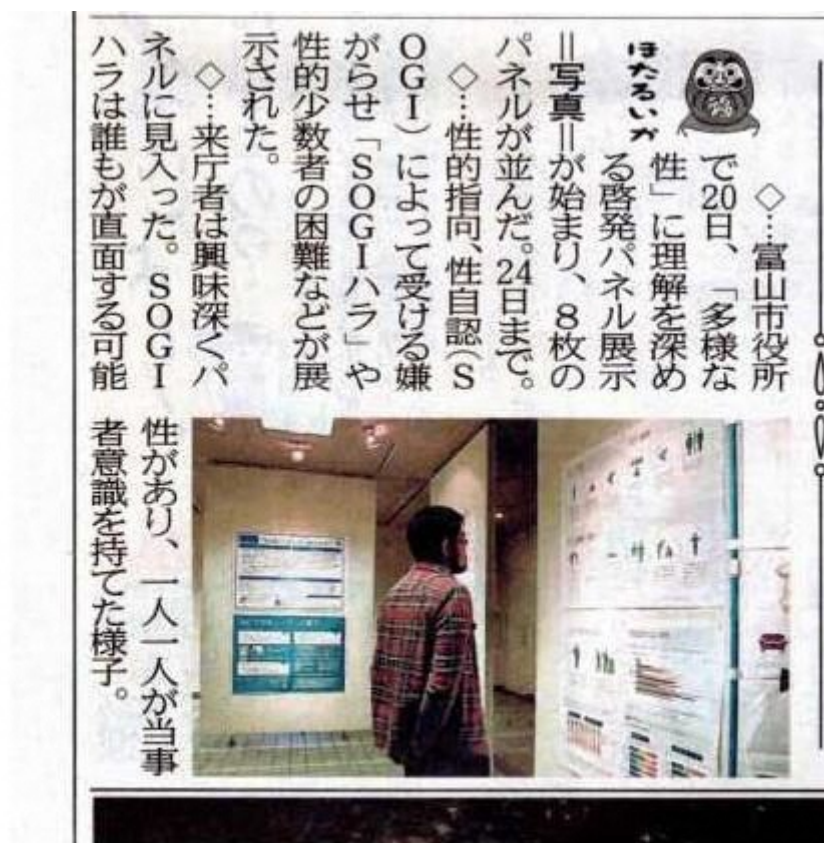 ほたるいか
◇…富山市役所
で20日、「多様な
性」に理解を深め
る啓発パネル展示
＝写真＝が始まり、８枚の
パネルが並んだ。24日まで。
◇…性的指向、性自認（Ｓ
ＯＧＩ）によって受ける嫌
がらせ「ＳＯＧＩハラ」や
性的少数者の困難などが展
示された。
◇…来庁者は興味深くパ
ネルに見入った。ＳＯＧＩ
ハラは誰もが直面する可能
性があり、一人一人が当事
者意識を持てた様子。